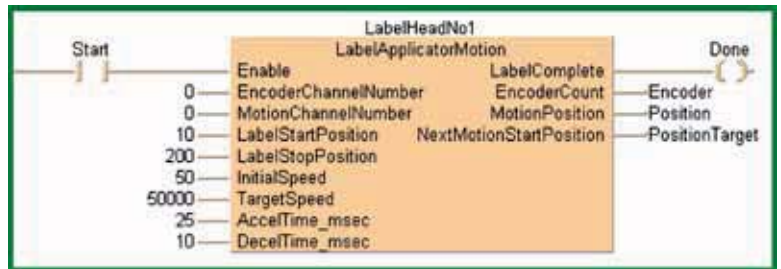 LabelHeadNo1
Start LabelApplicatorMotion Done
Enable LabelComplete
0 EncoderChannelNumber EncoderCount Encoder
0 MotionChannelNumber MotionPosition Position
10 LabelStartPosition NextMotionStartPosition PositionTarget
200 LabelStopPosition
50 InitialSpeed
50000 TargetSpeed
25 AccelTime_msec
10 DecelTime_msec